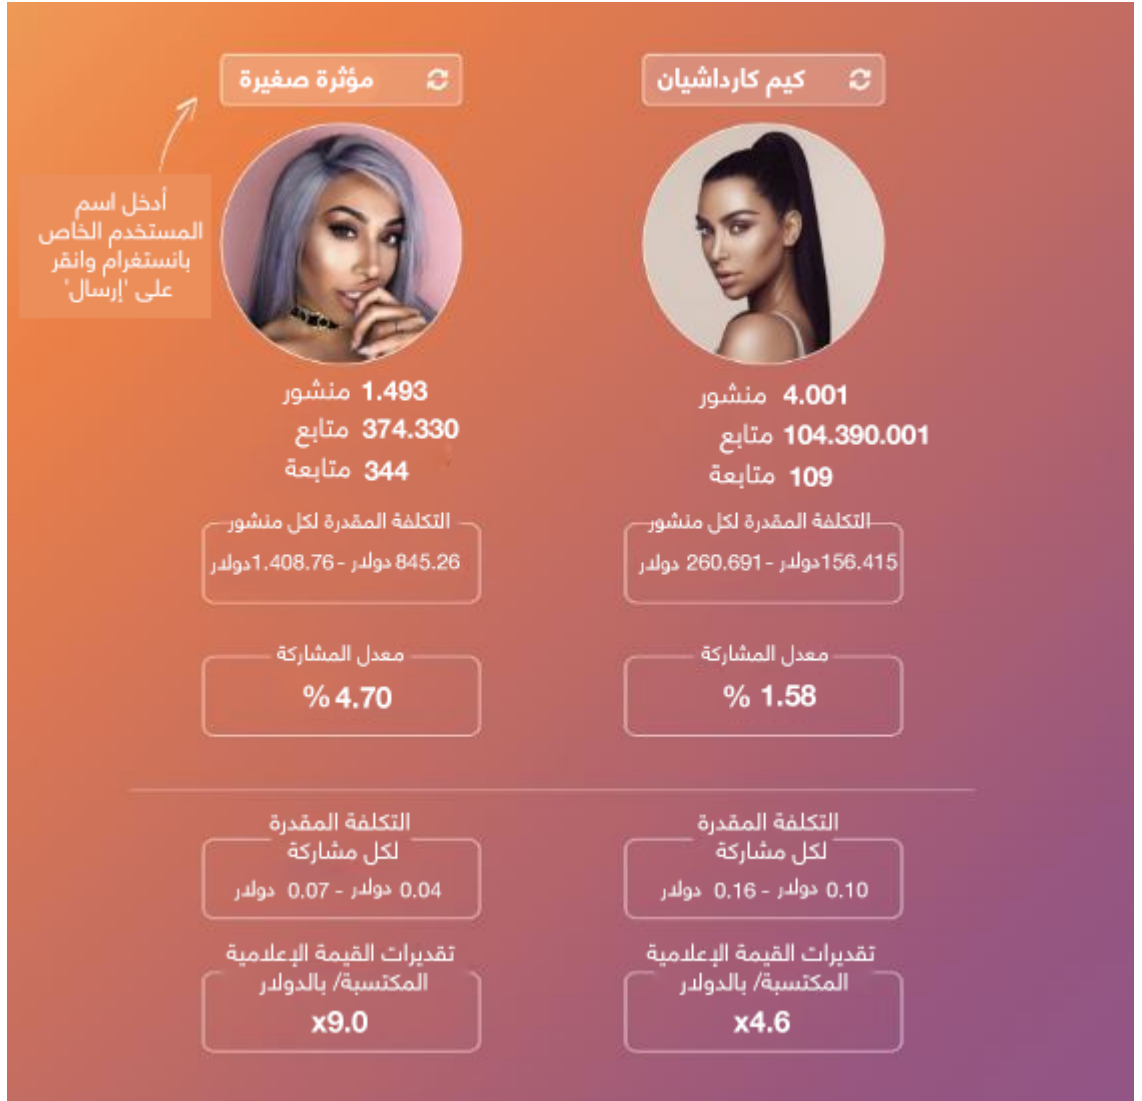 كيم كارداشيان
4.001 منشور
104.390.001 متابع
109 متابعة
التكلفة المقدرة لكل منشور
156.415دولار - 260.691 دولار
معدل المشاركة
% 1.58
التكلفة المقدرة
لكل مشاركة
0.10 دولار - 0.16 دولار
تقديرات القيمة الإعلامية
المكتسبة/ بالدولار
x4.6
مؤثرة صغيرة
أدخل اسم
المستخدم الخاص
بانستغرام وانقر
على 'إرسال'
1.493 منشور
374.330 متابع
344 متابعة
التكلفة المقدرة لكل منشور
845.26 دولار - 1.408.76دولار
معدل المشاركة
% 4.70
التكلفة المقدرة
لكل مشاركة
0.04 دولار - 0.07 دولار
تقديرات القيمة الإعلامية
المكتسبة/ بالدولار
x9.0